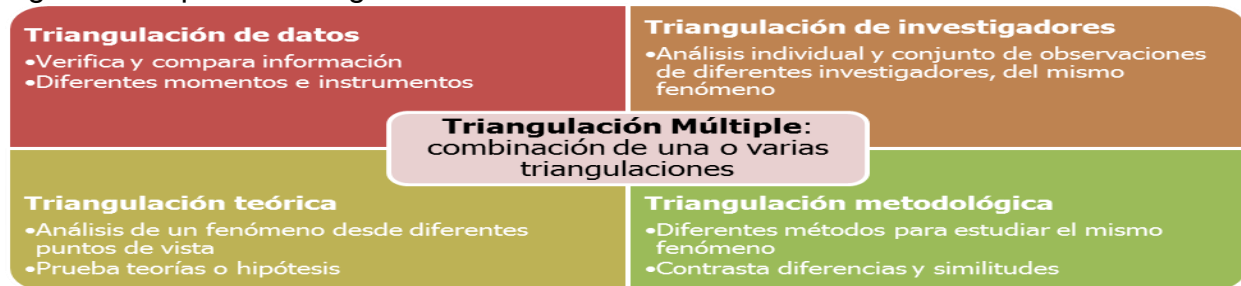 Triangulación de datos
•Verifica y compara información
•Diferentes momentos e instrumentos
Triangulación de investigadores
•Análisis individual y conjunto de observaciones
de diferentes investigadores, del mismo
fenómeno
Triangulación Múltiple:
combinación de una o varias
triangulaciones
Triangulación teórica
•Análisis de un fenómeno desde diferentes
puntos de vista
•Prueba teorías o hipótesis
Triangulación metodológica
•Diferentes métodos para estudiar el mismo
fenómeno
•Contrasta diferencias y similitudes